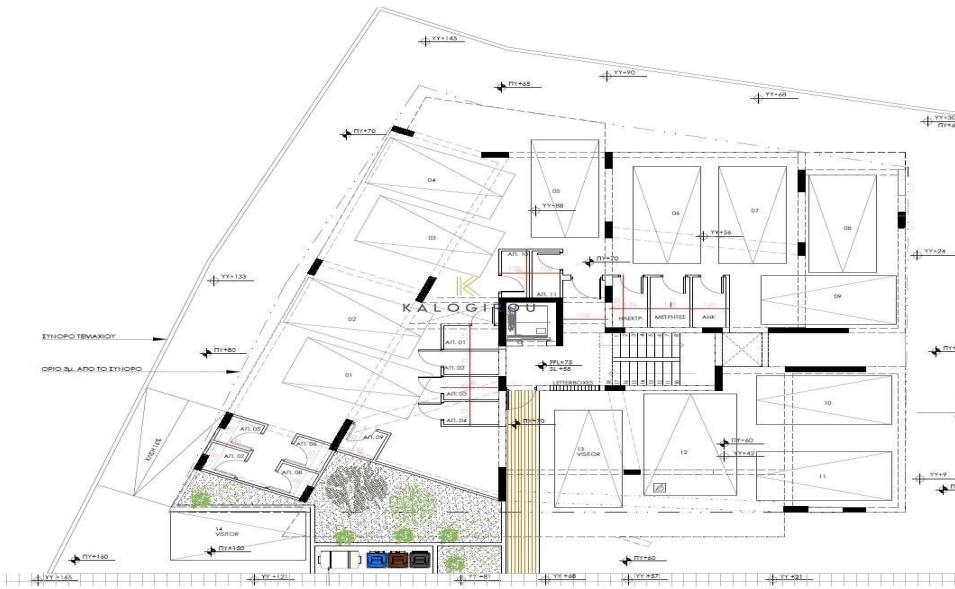 ΥΥ+145
ΥΥ+90
ΠΥ+68
ΥΥ+68
ΥΥ+30
ΠΥ+70
04
05
03
06
07
08
ΥΥ+88
ΥΥ+56
ΥΥ+24
ΑΠ. 10
ΠΥ+70
ΥΥ+133
ΑΠ. 11
09
K
KALOGIROU
02
ΗΛΕΚΤΡ.
ΜΕΤΡΗΤΕΣ
ΑΗΚ
ΣΥΝΟΡΟ ΤΕΜΑΧΙΟΥ
ΑΠ. 01
ΠΥ+80
ΟΡΙΟ 3μ. ΑΠΟ ΤΟ ΣΥΝΟΡΟ
ΑΠ. 02
FFL+75
SL +55
01
LETTERBOXES
ΑΠ. 03
10
ΑΠ. 04
ΠΥ+70
ΑΠ. 05
ΑΠ. 06
ΑΠ. 09
ΠΥ+60
13
VISITOR
12
ΥΥ+42
ΑΠ. 07
ΑΠ. 08
11
ΥΥ+9
14
VISITOR
ΠΥ+150
ΠΥ+160
ΠΥ+60
ΥΥ+165
ΥΥ+121
ΥΥ+81
ΥΥ+68
ΥΥ+57
ΥΥ+31